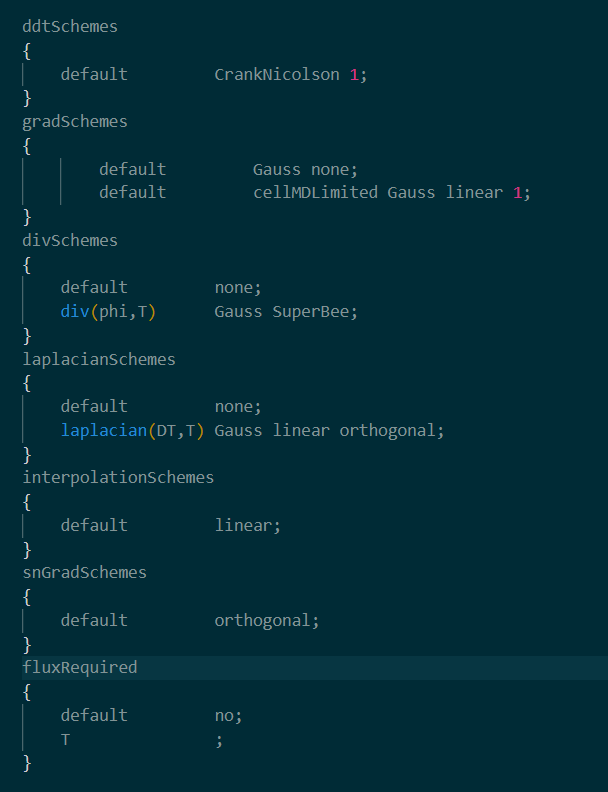 ddtSchemes
{
    default         CrankNicolson 1;
}
gradSchemes
{
        default         Gauss none;
        default         cellMDLimited Gauss linear 1;
}
divSchemes
{
    default         none;
    div(phi,T)      Gauss SuperBee;
}
laplacianSchemes
{
    default         none;
    laplacian(DT,T) Gauss linear orthogonal;
}
interpolationSchemes
{
    default         linear;
}
snGradSchemes
{
    default         orthogonal;
}
fluxRequired
{
    default         no;
    T               ;
}